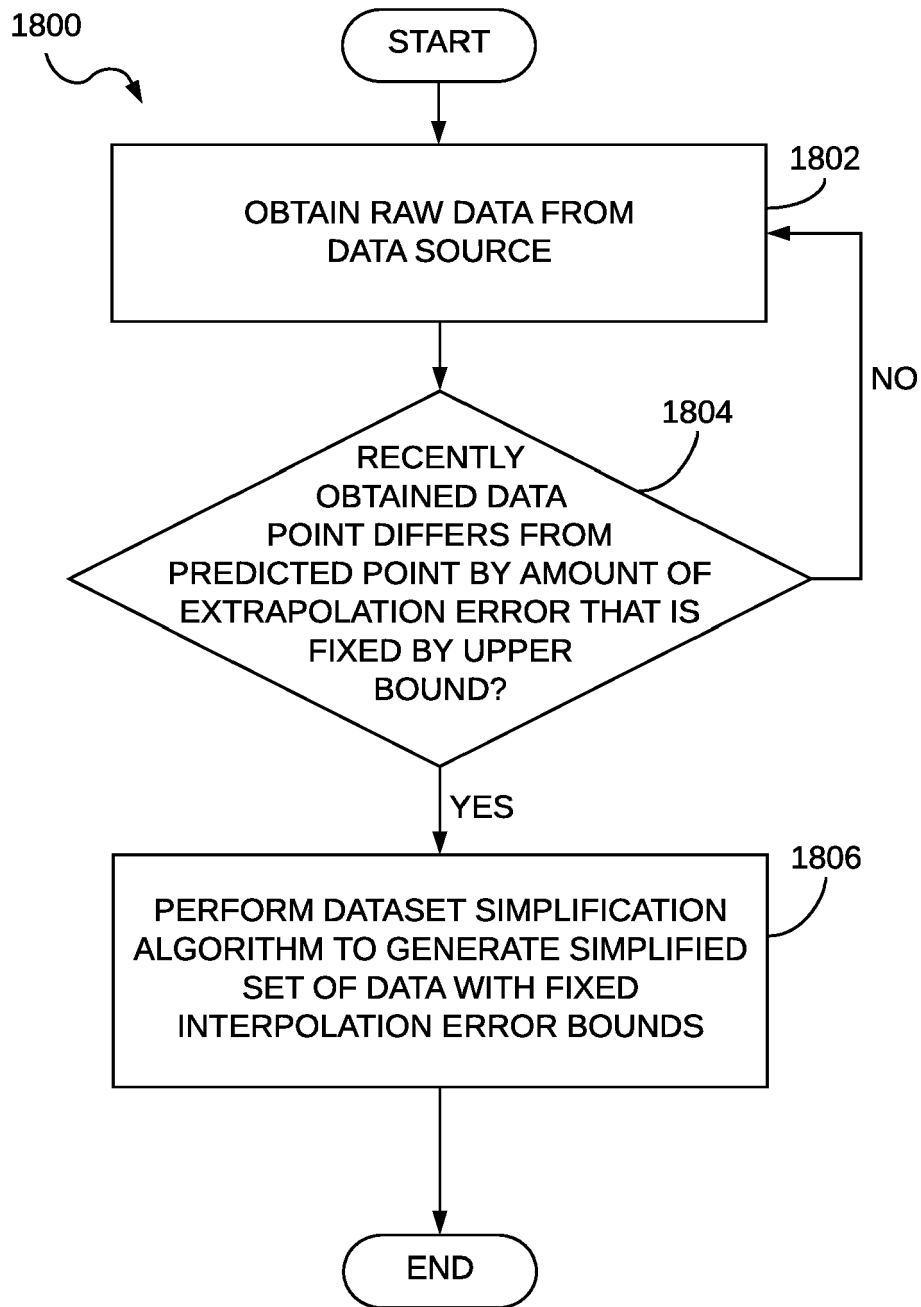 1800
START
1802
OBTAIN RAW DATA FROM
DATA SOURCE
NO
1804
RECENTLY
OBTAINED DATA
POINT DIFFERS FROM
PREDICTED POINT BY AMOUNT OF
EXTRAPOLATION ERROR THAT IS
FIXED BY UPPER
BOUND?
YES
1806
PERFORM DATASET SIMPLIFICATION
ALGORITHM TO GENERATE SIMPLIFIED
SET OF DATA WITH FIXED
INTERPOLATION ERROR BOUNDS
END